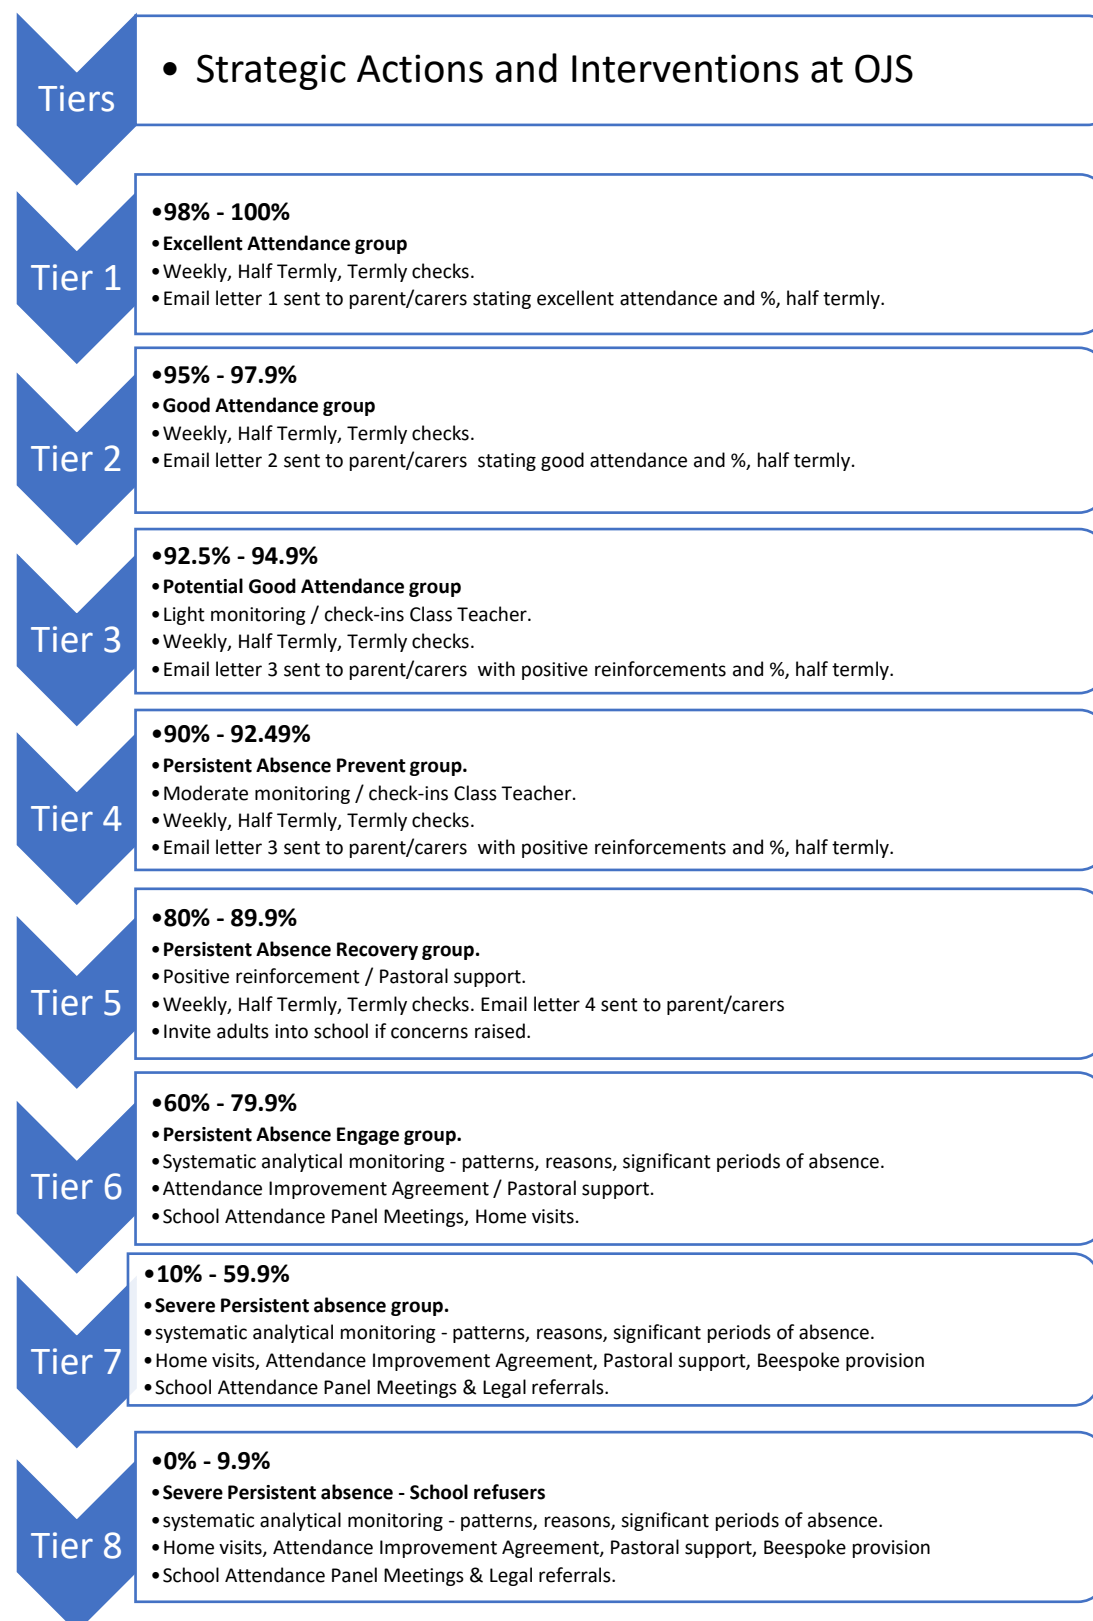 Tiers
• Strategic Actions and Interventions at OJS
Tier 1
•98% - 100%
•Excellent Attendance group
•Weekly, Half Termly, Termly checks.
•Email letter 1 sent to parent/carers stating excellent attendance and %, half termly.
Tier 2
•95% - 97.9%
•Good Attendance group
•Weekly, Half Termly, Termly checks.
•Email letter 2 sent to parent/carers  stating good attendance and %, half termly.
Tier 3
•92.5% - 94.9%
•Potential Good Attendance group
•Light monitoring / check-ins Class Teacher.
•Weekly, Half Termly, Termly checks.
•Email letter 3 sent to parent/carers  with positive reinforcements and %, half termly.
Tier 4
•90% - 92.49%
•Persistent Absence Prevent group.
•Moderate monitoring / check-ins Class Teacher.
•Weekly, Half Termly, Termly checks.
•Email letter 3 sent to parent/carers  with positive reinforcements and %, half termly.
Tier 5
•80% - 89.9%
•Persistent Absence Recovery group.
•Positive reinforcement / Pastoral support.
•Weekly, Half Termly, Termly checks. Email letter 4 sent to parent/carers
•Invite adults into school if concerns raised.
Tier 6
•60% - 79.9%
•Persistent Absence Engage group.
•Systematic analytical monitoring - patterns, reasons, significant periods of absence.
•Attendance Improvement Agreement / Pastoral support.
•School Attendance Panel Meetings, Home visits.
Tier 7
•10% - 59.9%
•Severe Persistent absence group.
•systematic analytical monitoring - patterns, reasons, significant periods of absence.
•Home visits, Attendance Improvement Agreement, Pastoral support, Beespoke provision
•School Attendance Panel Meetings & Legal referrals.
Tier 8
•0% - 9.9%
•Severe Persistent absence - School refusers
•systematic analytical monitoring - patterns, reasons, significant periods of absence.
•Home visits, Attendance Improvement Agreement, Pastoral support, Beespoke provision
•School Attendance Panel Meetings & Legal referrals.